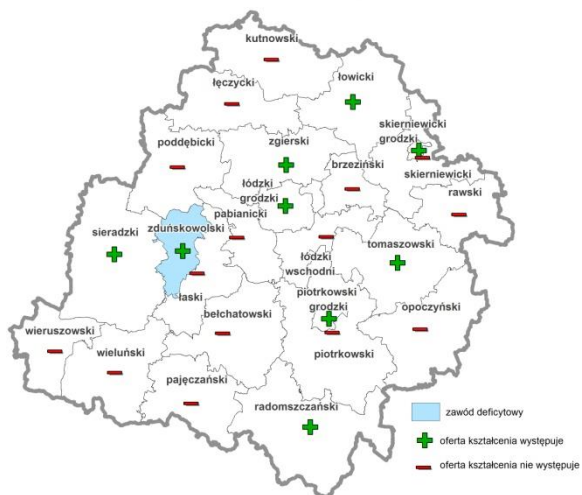 kutnowski
łowicki
łęczycki
skierniewicki
grodzki
zgierski
poddębicki
brzeziński
skierniewicki
łódzki
grodzki
rawski
pabianicki
sieradzki
zduńskowolski
tomaszowski
łódzki
wschodni
piotrkowski
grodzki
łaski
bełchatowski
opoczyński
wieruszowski
wieluński
piotrkowski
pajęczański
radomszczański
zawód deficytowy
oferta kształcenia występuje
oferta kształcenia nie występuje